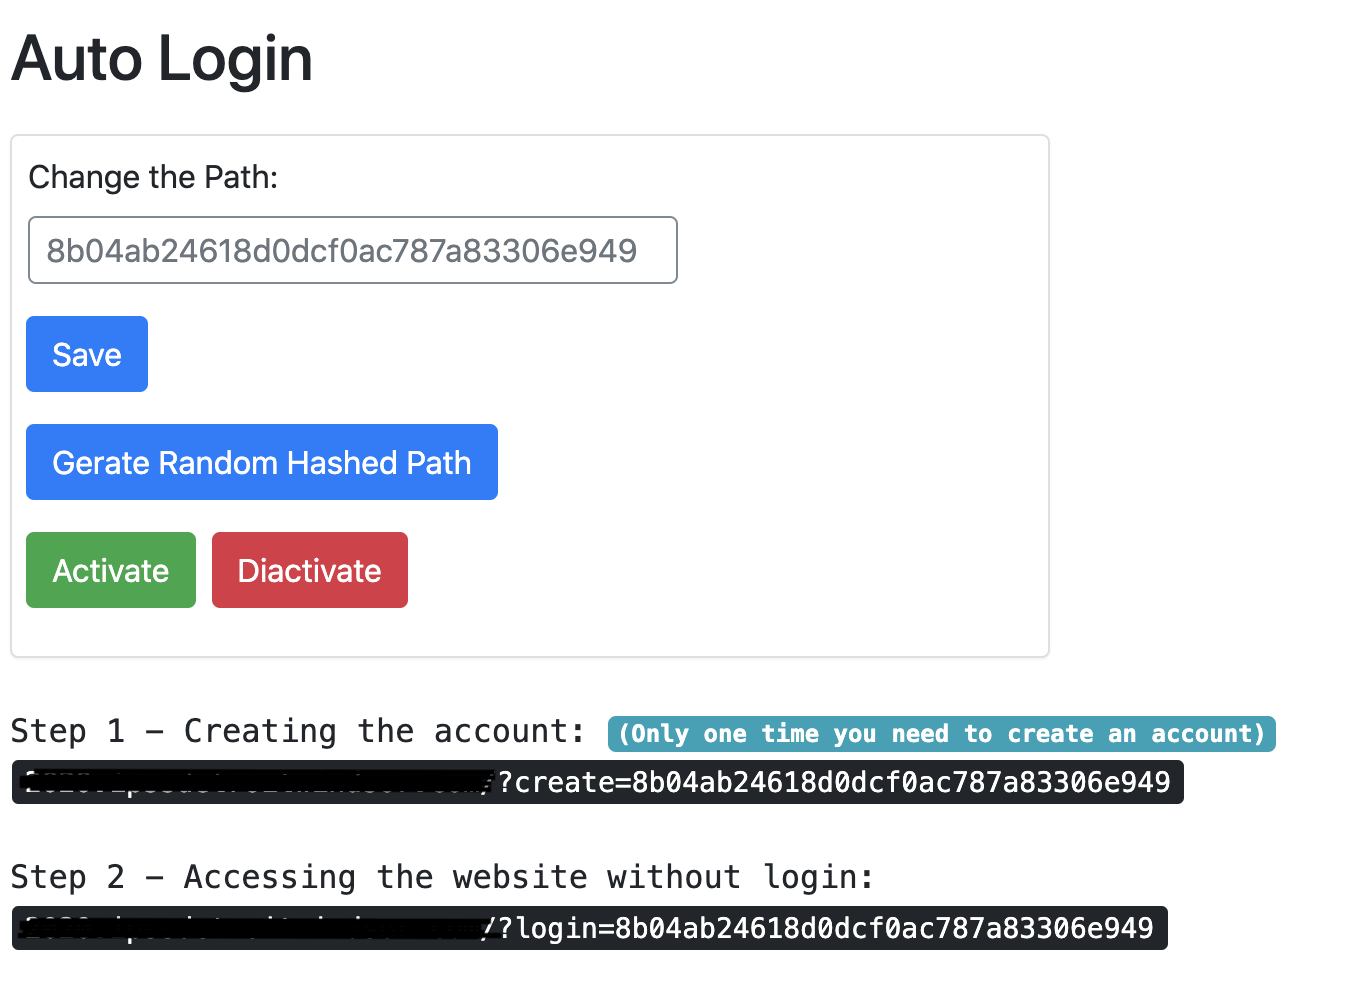 Auto Login
Change the Path:
8b04ab24618d0dcf0ac787a83306e949
Save
Gerate Random Hashed Path
Activate Diactivate
Step 1 – Creating the account: (Only one time you need to create an account)
/?create=8b04ab24618d0dcf0ac787a83306e949
Step 2 – Accessing the website without login:
/?login=8b04ab24618d0dcf0ac787a83306e949